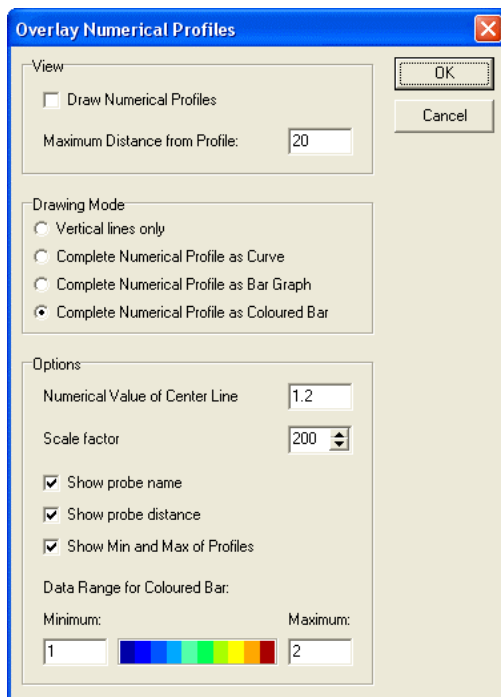 Overlay Numerical Profiles
OK
Cancel
View
Draw Numerical Profiles
Maximum Distance from Profile: 20
Drawing Mode
Vertical lines only
Complete Numerical Profile as Curve
Complete Numerical Profile as Bar Graph
Complete Numerical Profile as Coloured Bar
Options
Numerical Value of Center Line 1.2
Scale factor 200
Show probe name
Show probe distance
Show Min and Max of Profiles
Data Range for Coloured Bar:
Minimum: Maximum:
1 2